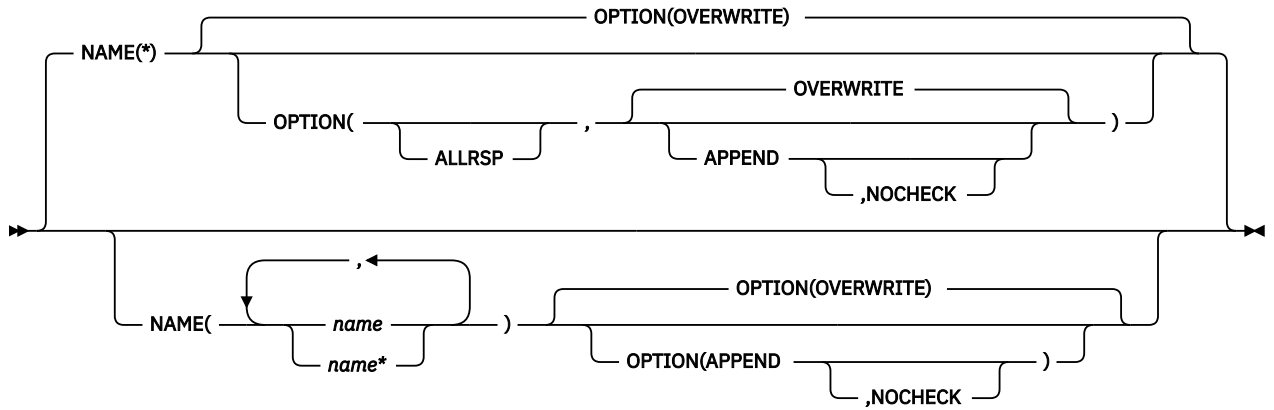 OPTION(OVERWRITE)
NAME(*)
OVERWRITE
OPTION( , )
ALLRSP
APPEND
,NOCHECK
,
OPTION(OVERWRITE)
NAME( name )
name*
OPTION(APPEND )
,NOCHECK